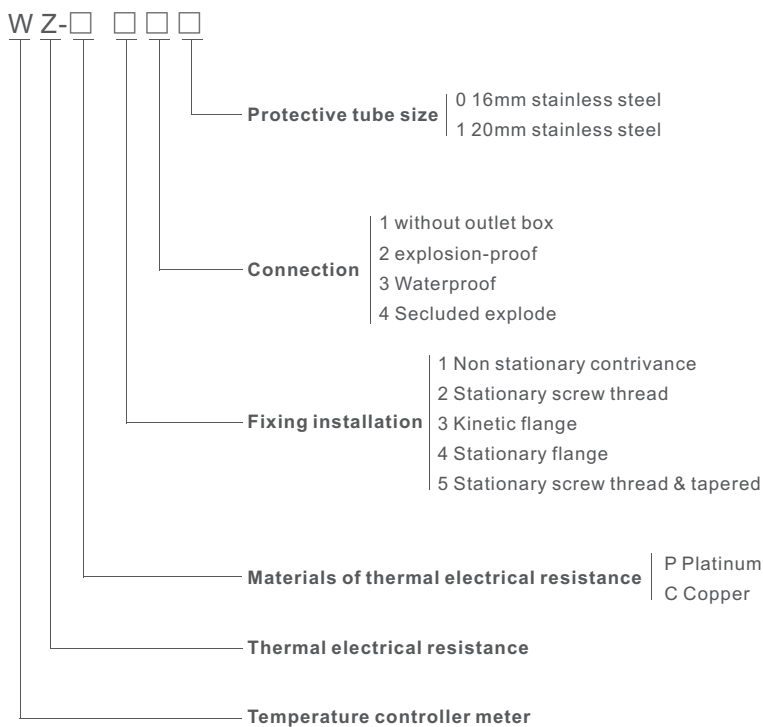 W Z-□ □ □ □
Protective tube size
0 16mm stainless steel
1 20mm stainless steel
Connection
1 without outlet box
2 explosion-proof
3 Waterproof
4 Secluded explode
Fixing installation
1 Non stationary contrivance
2 Stationary screw thread
3 Kinetic flange
4 Stationary flange
5 Stationary screw thread & tapered
Materials of thermal electrical resistance
P Platinum
C Copper
Thermal electrical resistance
Temperature controller meter